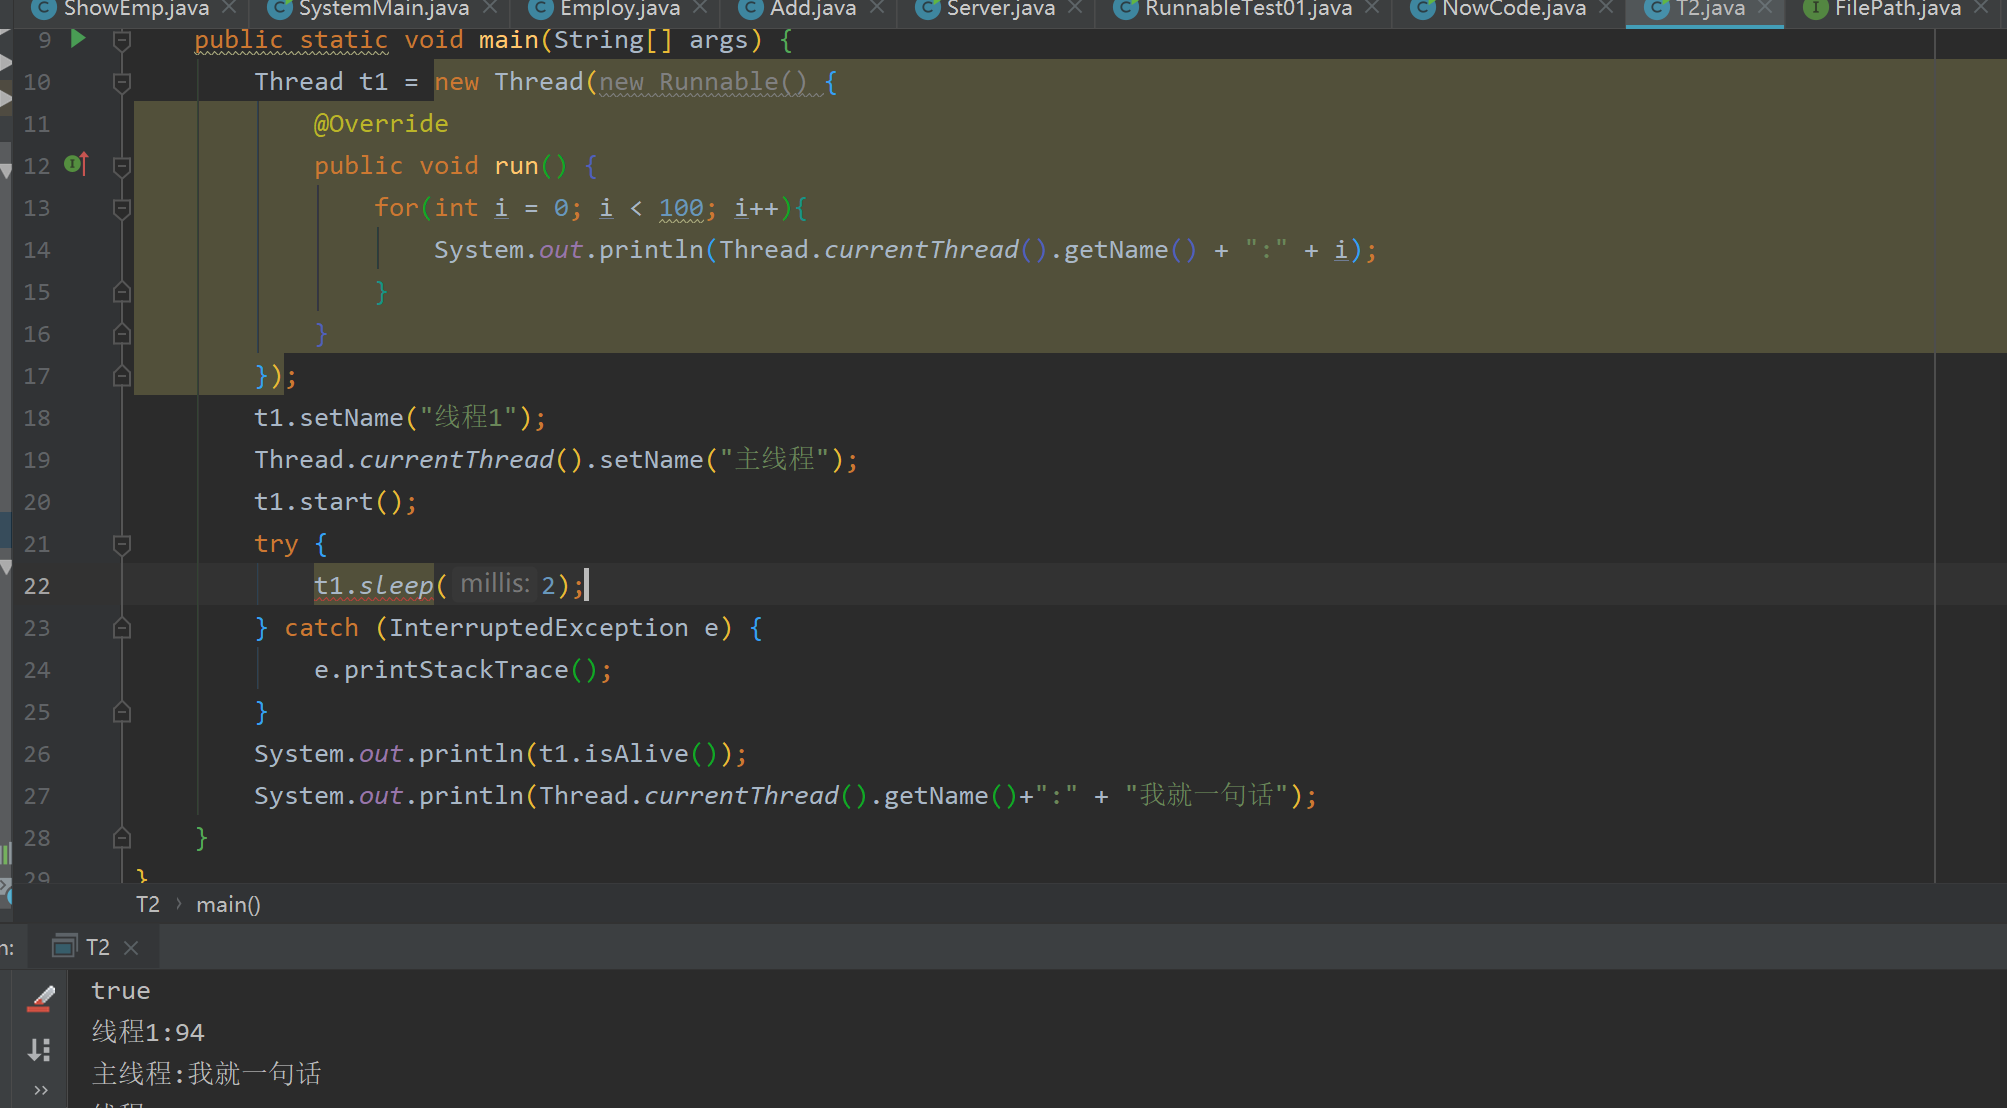 ShowEmp.java SystemMain.java Employ.java Add.java Server.java RunnableTest01.java NowCode.java T2.java FilePath.java
9 public static void main(String[] args) {
10 Thread t1 = new Thread(new Runnable() {
11 @Override
12 public void run() {
13 for(int i = 0; i < 100; i++){
14 System.out.println(Thread.currentThread().getName() + ":" + i);
15 }
16 }
17 });
18 t1.setName("线程1");
19 Thread.currentThread().setName("主线程");
20 t1.start();
21 try {
22 t1.sleep( millis: 2);
23 } catch (InterruptedException e) {
24 e.printStackTrace();
25 }
26 System.out.println(t1.isAlive());
27 System.out.println(Thread.currentThread().getName()+":" + "我就一句话");
28 }
29 }
T2 › main()
n: T2
true
线程1:94
主线程:我就一句话